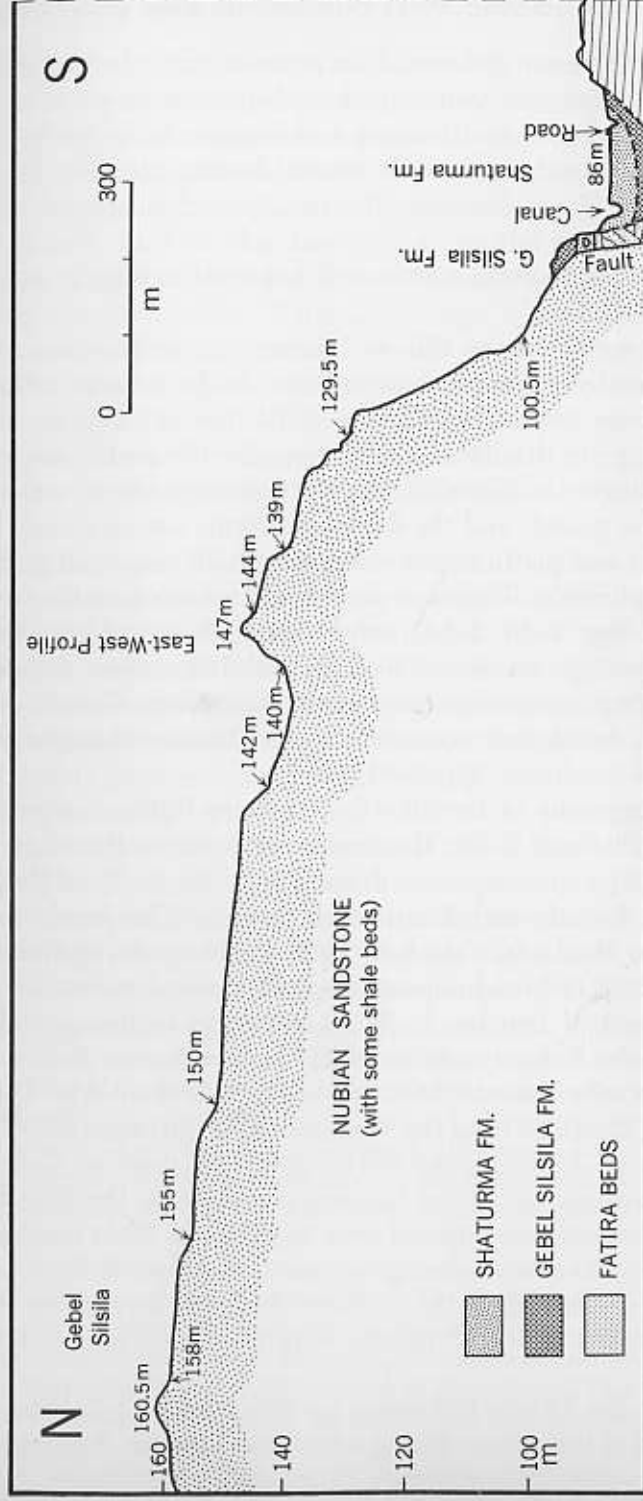 N
S
Gebel
Silsila
160.5m
158m
155m
150m
142m
140m
147m
144m
139m
129.5m
100.5m
East-West Profile
0
300
m
G. Silsila Fm.
Canal
Shaturma Fm.
86m
Road
Fault
160
140
120
100
m
NUBIAN SANDSTONE
(with some shale beds)
SHATURMA FM.
GEBEL SILSILA FM.
FATIRA BEDS